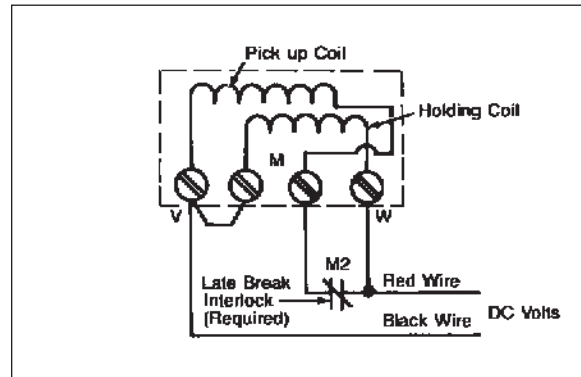 Pick up Coil
Holding Coil
M
V
W
M2
Late Break
Interlock
(Required)
Red Wire
DC Volts
Black Wire